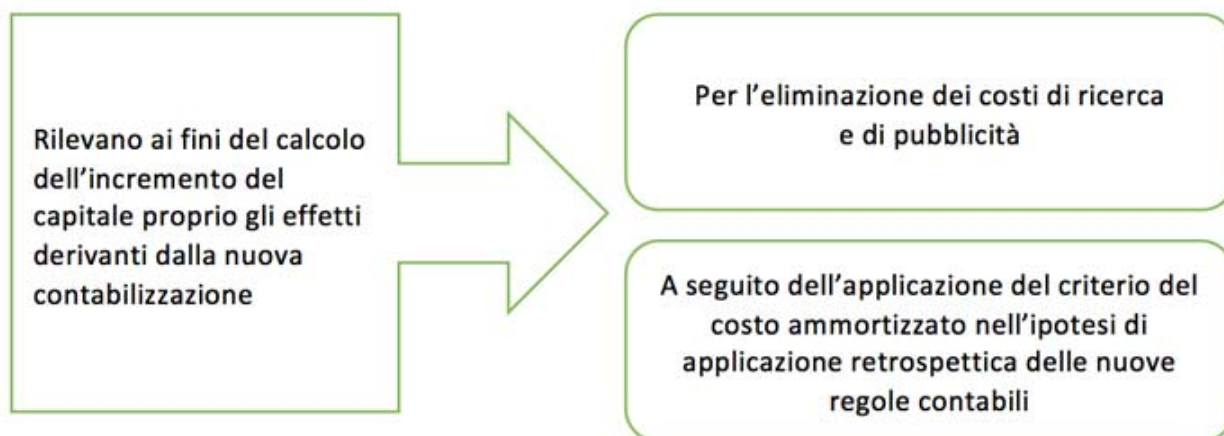 Rilevano ai fini del calcolo
dell'incremento del
capitale proprio gli effetti
derivanti dalla nuova
contabilizzazione
Per l'eliminazione dei costi di ricerca
e di pubblicità
A seguito dell'applicazione del criterio del
costo ammortizzato nell'ipotesi di
applicazione retrospettica delle nuove
regole contabili